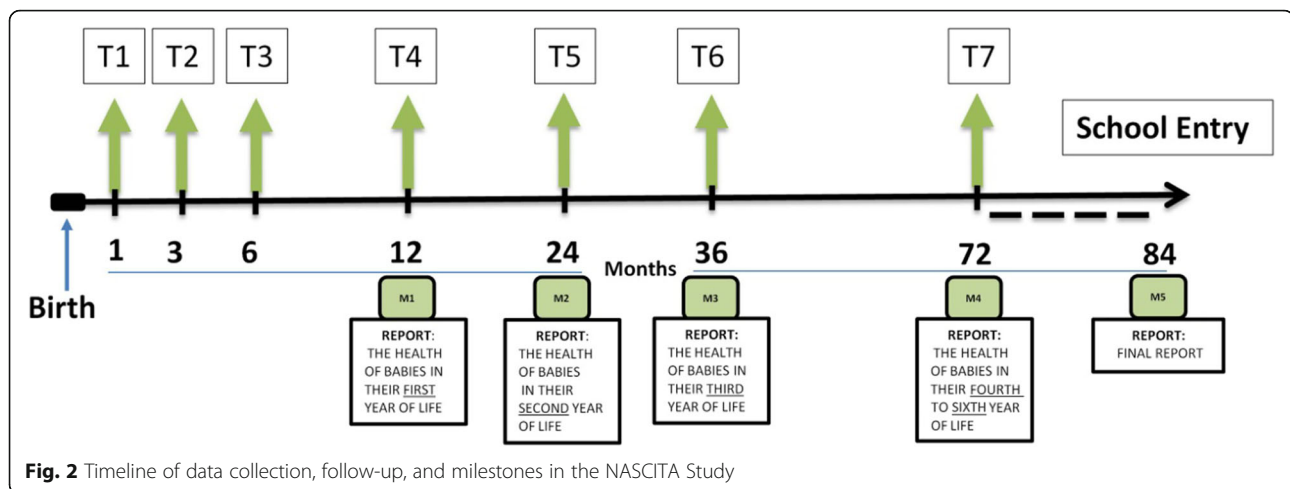 T1 T2 T3 T4 T5 T6 T7
School Entry
1 3 6 12 24 36 72 84
Months
Birth
M1 M2 M3 M4 M5
REPORT:
THE HEALTH
OF BABIES IN
THEIR FIRST
YEAR OF LIFE
REPORT:
THE HEALTH
OF BABIES
IN THEIR
SECOND YEAR
OF LIFE
REPORT:
THE HEALTH
OF BABIES IN
THEIR THIRD
YEAR OF LIFE
REPORT:
THE HEALTH
OF BABIES IN
THEIR FOURTH
TO SIXTH YEAR
OF LIFE
REPORT:
FINAL REPORT
Fig. 2 Timeline of data collection, follow-up, and milestones in the NASCITA Study